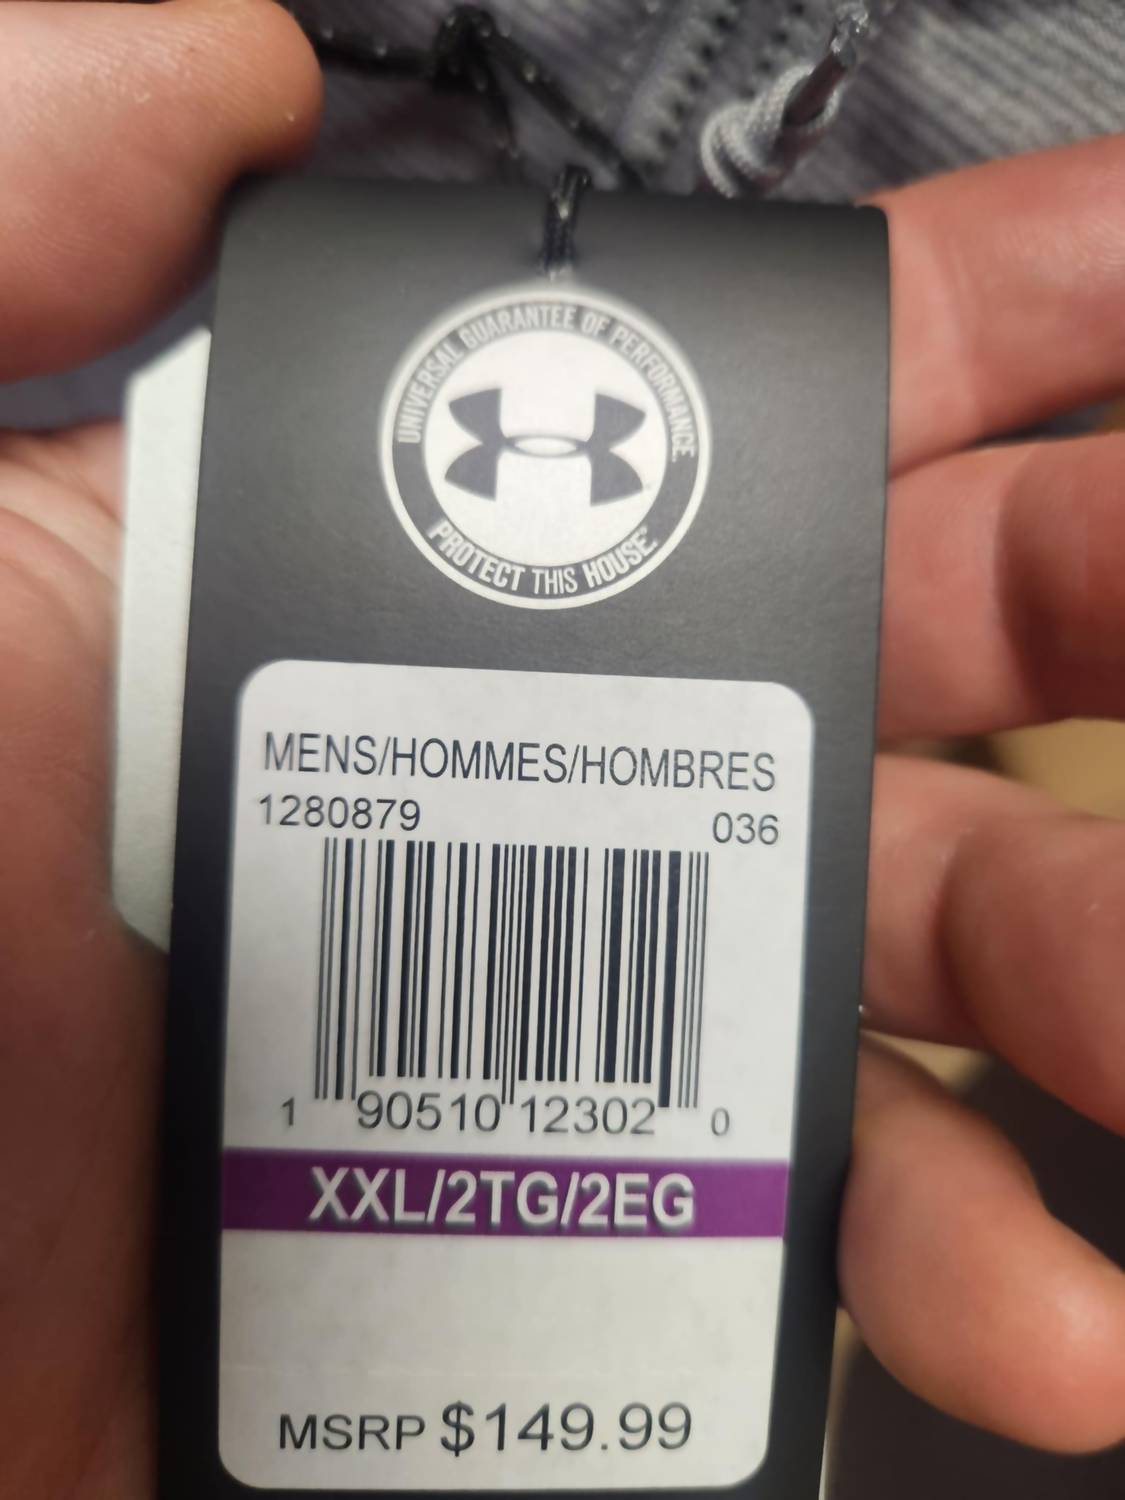 UNIVERSAL GUARANTEE OF PERFORMANCE.
PROTECT THIS HOUSE.
MENS/HOMMES/HOMBRES
1280879 036
1 90510 12302 0
XXL/2TG/2EG
MSRP $149.99